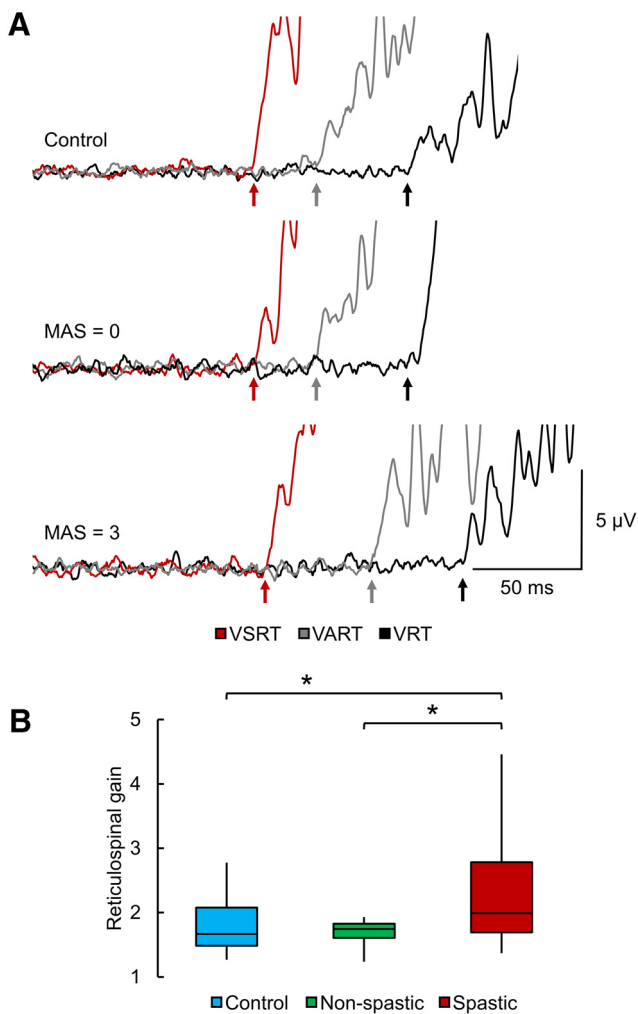 A
Control
MAS = 0
MAS = 3
5 µV
50 ms
VSRT VART VRT
B
*
*
Reticulospinal gain
5
4
3
2
1
Control Non-spastic Spastic